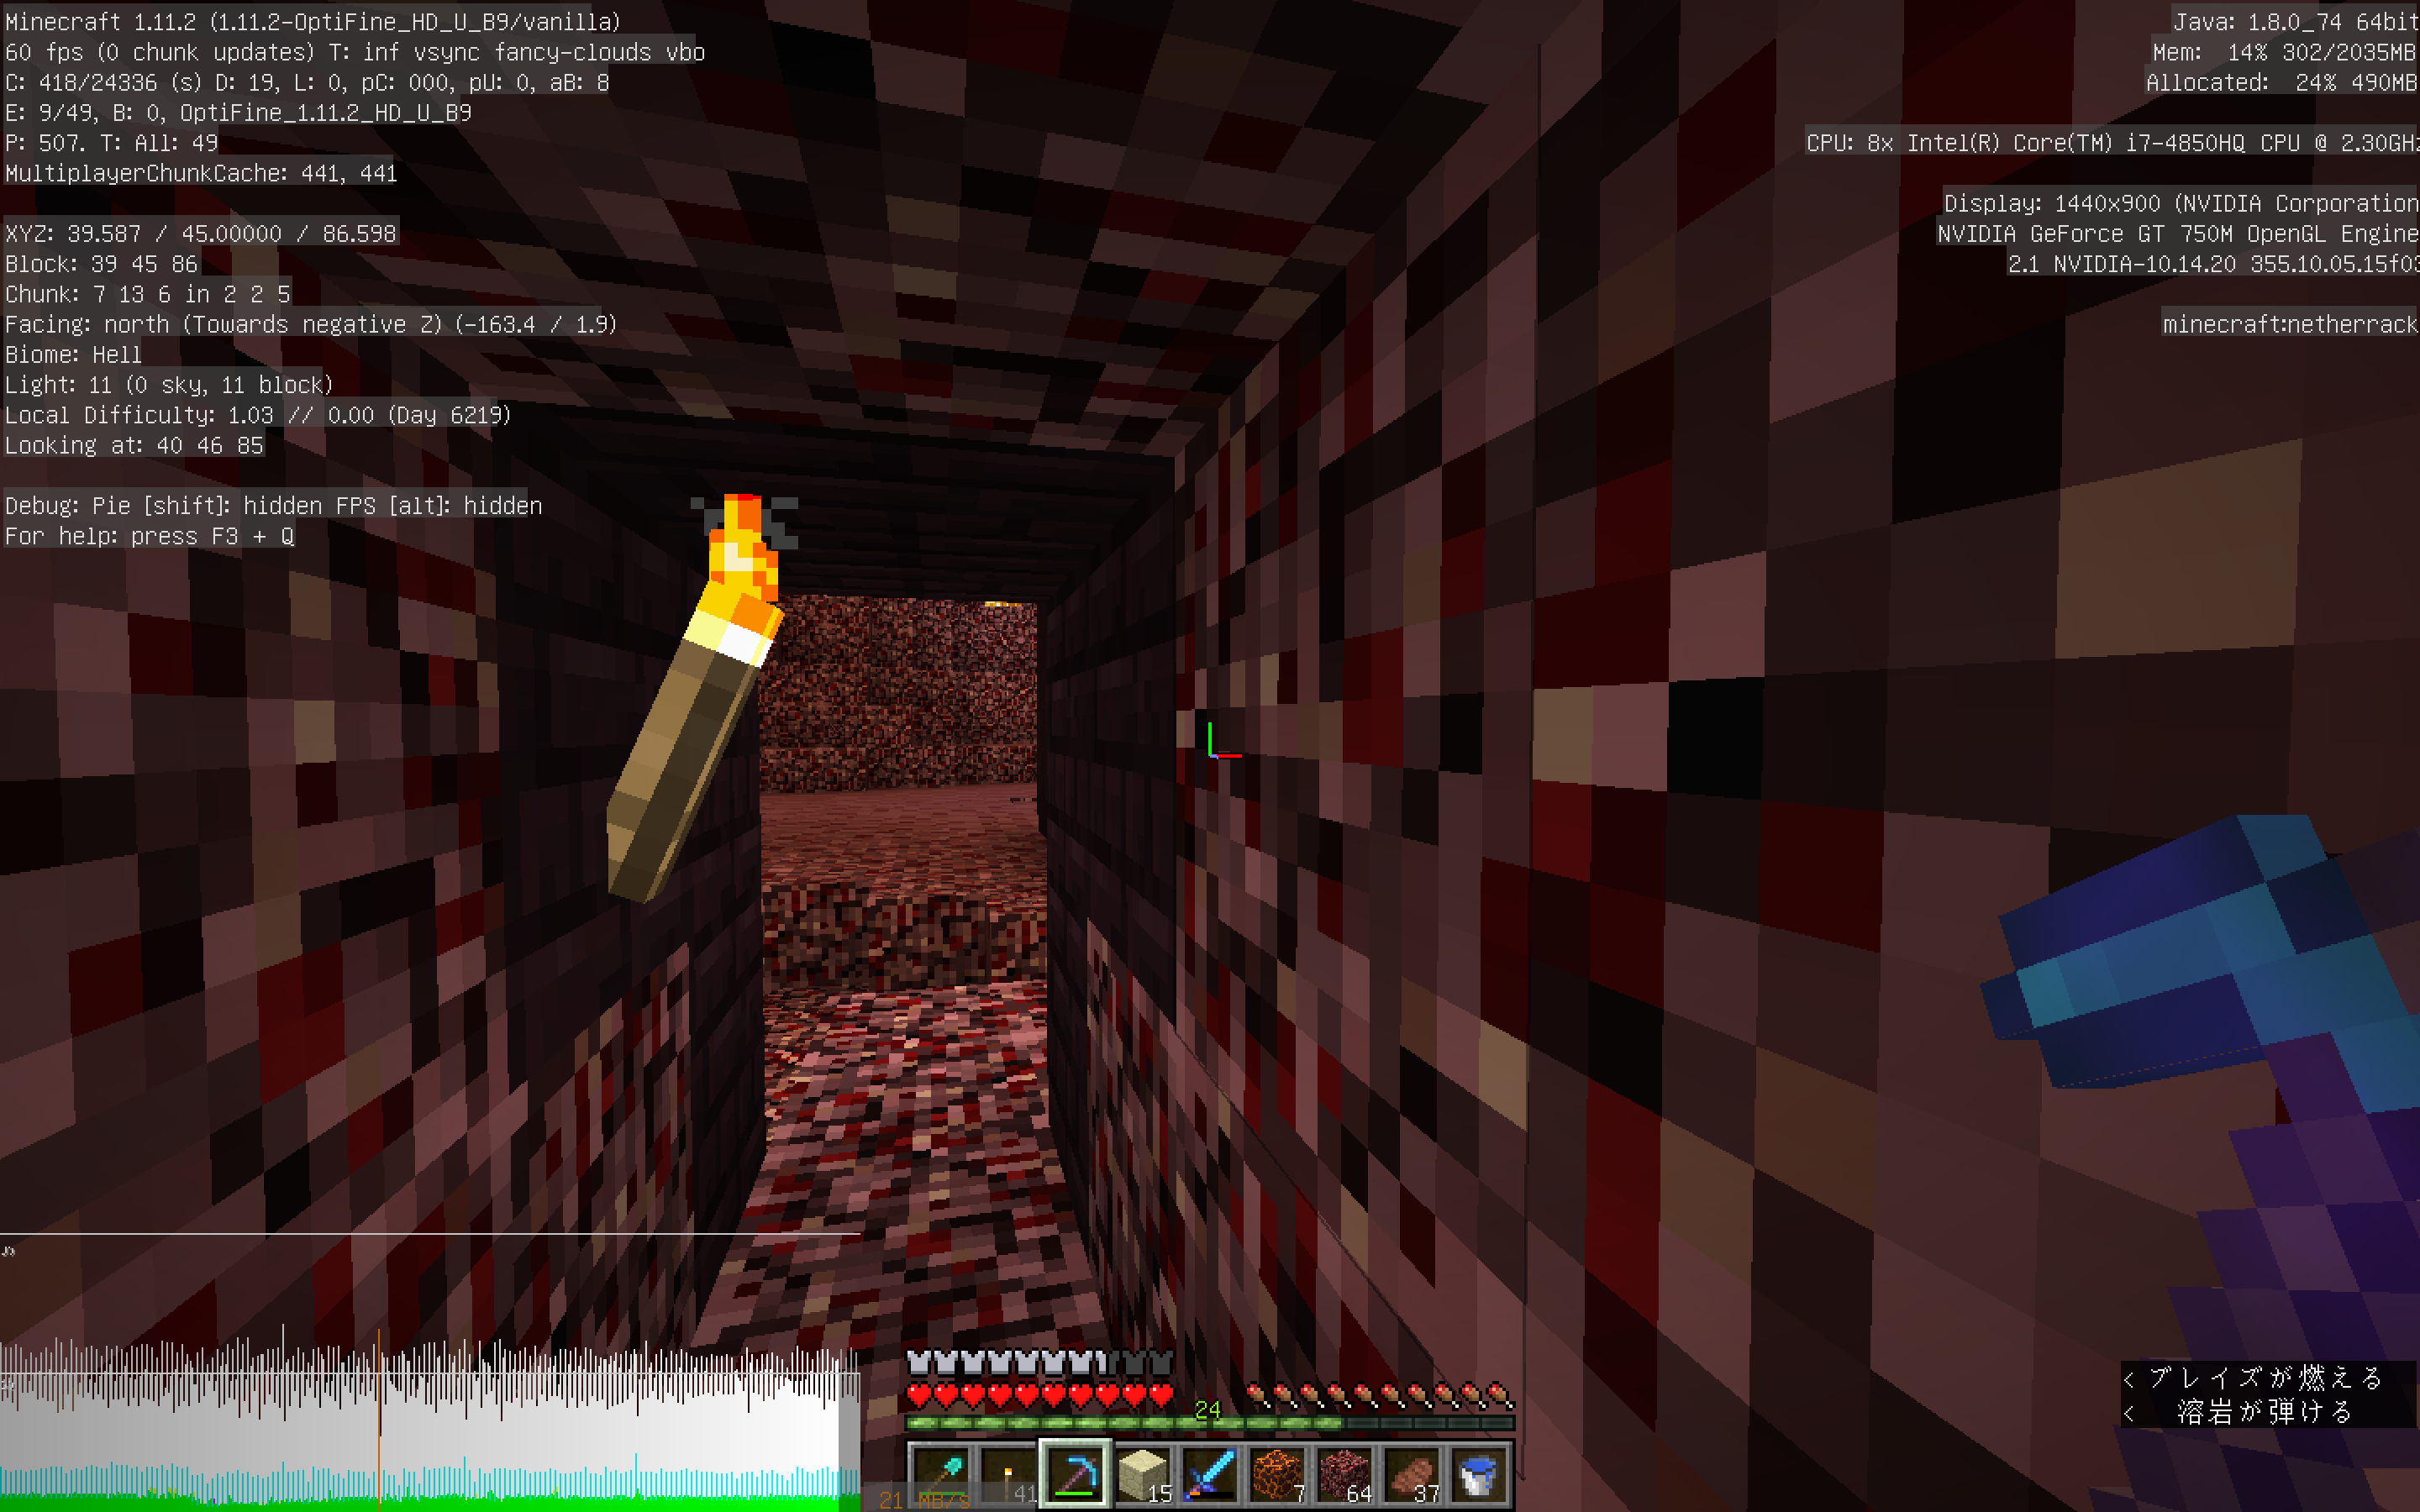 Minecraft 1.11.2 (1.11.2-OptiFine_HD_U_B9/vanilla)
60 fps (0 chunk updates) T: inf vsync fancy-clouds vbo
C: 418/24336 (s) D: 19, L: 0, pC: 000, pU: 0, aB: 8
E: 9/49, B: 0, OptiFine_1.11.2_HD_U_B9
P: 507. T: All: 49
MultiplayerChunkCache: 441, 441
XYZ: 39.587 / 45.00000 / 86.598
Block: 39 45 86
Chunk: 7 13 6 in 2 2 5
Facing: north (Towards negative Z) (-163.4 / 1.9)
Biome: Hell
Light: 11 (0 sky, 11 block)
Local Difficulty: 1.03 // 0.00 (Day 6219)
Looking at: 40 46 85
Debug: Pie [shift]: hidden FPS [alt]: hidden
For help: press F3 + Q
Java: 1.8.0_74 64bit
Mem: 14% 302/2035MB
Allocated: 24% 490MB
CPU: 8x Intel(R) Core(TM) i7-4850HQ CPU @ 2.30GHz
Display: 1440x900 (NVIDIA Corporation
NVIDIA GeForce GT 750M OpenGL Engine
2.1 NVIDIA-10.14.20 355.10.05.15f03
minecraft:netherrack
< ブレイズが燃える
< 溶岩が弾ける
24
41 15 7 64 37
21 MB/s